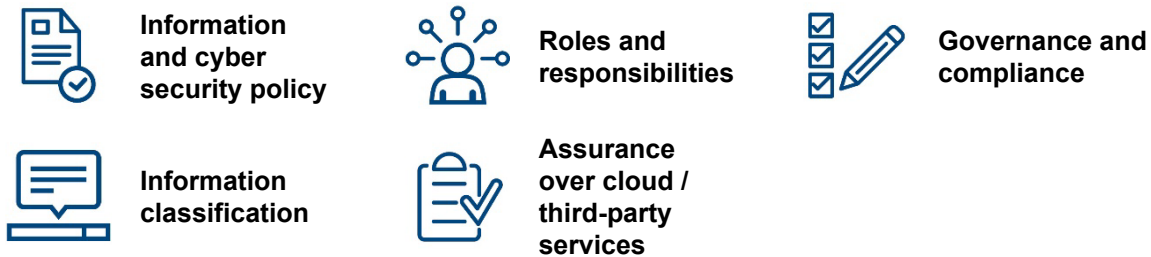 Information
and cyber
security policy
Roles and
responsibilities
Governance and
compliance
Information
classification
Assurance
over cloud /
third-party
services